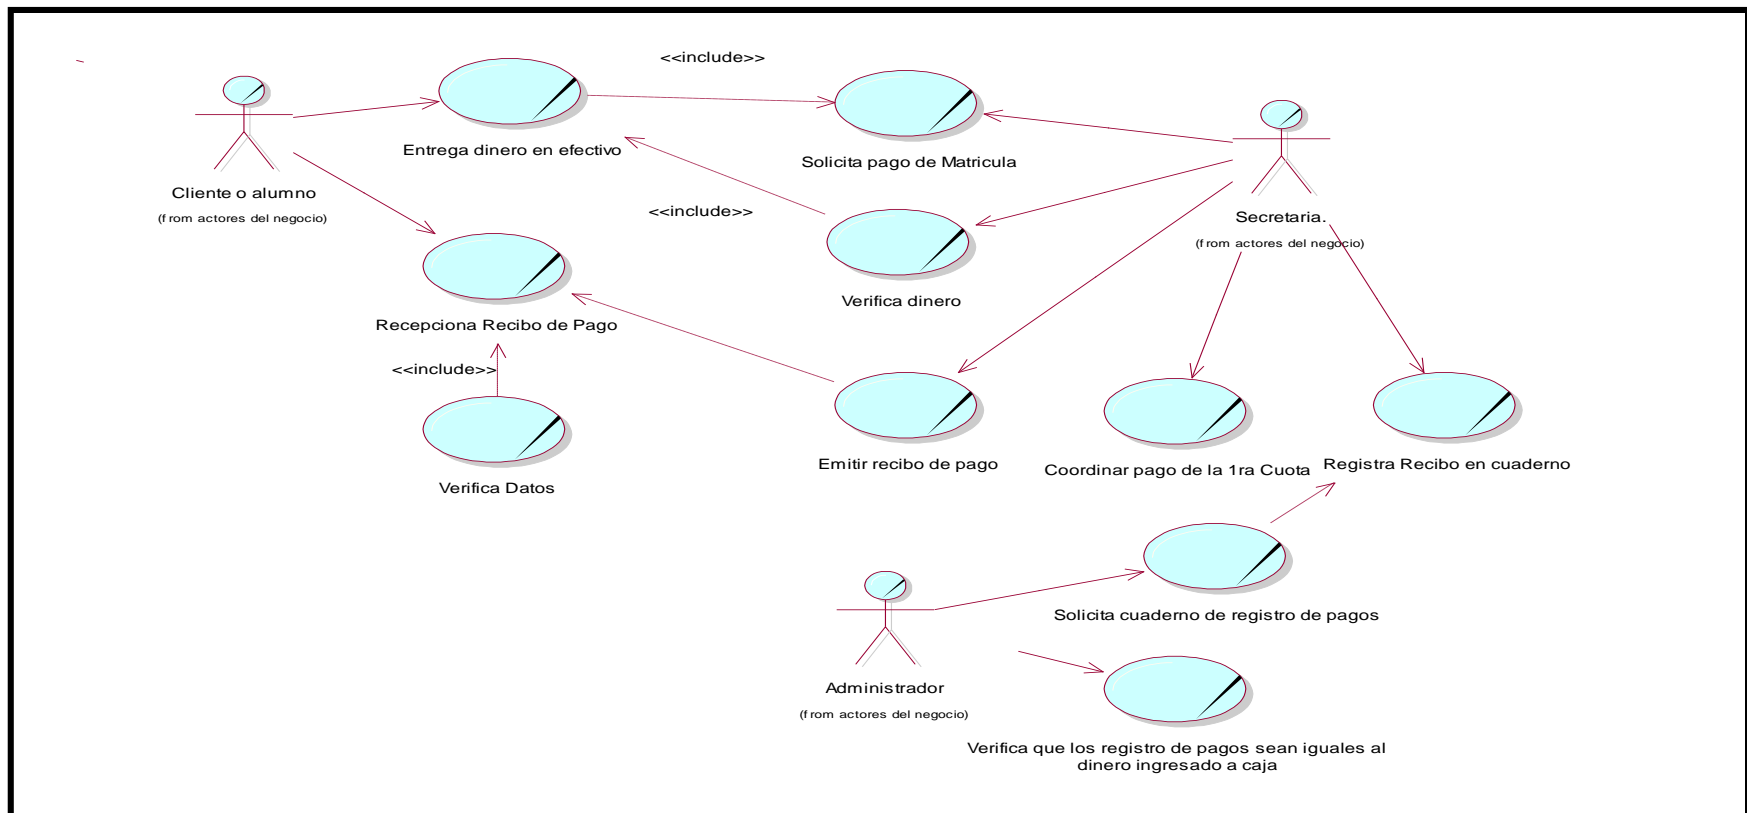 <<include>>
Entrega dinero en efectivo
Solicita pago de Matricula
Cliente o alumno
(from actores del negocio)
<<include>>
Secretaria.
(from actores del negocio)
Verifica dinero
Recepciona Recibo de Pago
<<include>>
Emitir recibo de pago
Coordinar pago de la 1ra Cuota
Registra Recibo en cuaderno
Verifica Datos
Solicita cuaderno de registro de pagos
Administrador
(from actores del negocio)
Verifica que los registro de pagos sean iguales al
dinero ingresado a caja